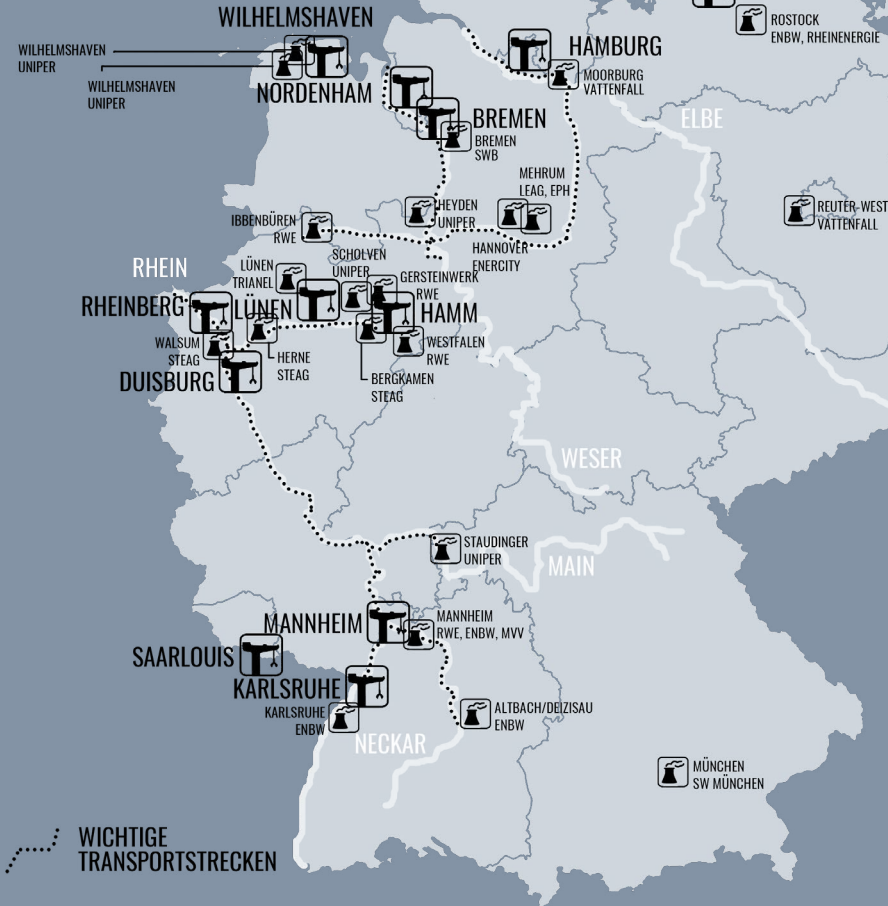 WILHELMSHAVEN
ROSTOCK
ENBW, RHEINENERGIE
WILHELMSHAVEN
UNIPER
WILHELMSHAVEN
UNIPER
HAMBURG
MOORBURG
VATTENFALL
NORDENHAM
BREMEN
BREMEN
SWB
ELBE
MEHRUM
LEAG, EPH
HEYDEN
UNIPER
REUTER-WEST
VATTENFALL
IBBENBÜREN
RWE
HANNOVER
ENERCITY
RHEIN
LÜNEN
TRIANEL
SCHOLVEN
UNIPER
GERSTEINWERK
RWE
RHEINBERG
LÜNEN
HAMM
WALSUM
STEAG
HERNE
STEAG
WESTFALEN
RWE
DUISBURG
BERGKAMEN
STEAG
WESER
STAUDINGER
UNIPER
MAIN
MANNHEIM
MANNHEIM
RWE, ENBW, MVV
SAARLOUIS
KARLSRUHE
KARLSRUHE
ENBW
ALTBACH/DEIZISAU
ENBW
NECKAR
MÜNCHEN
SW MÜNCHEN
WICHTIGE
TRANSPORTSTRECKEN